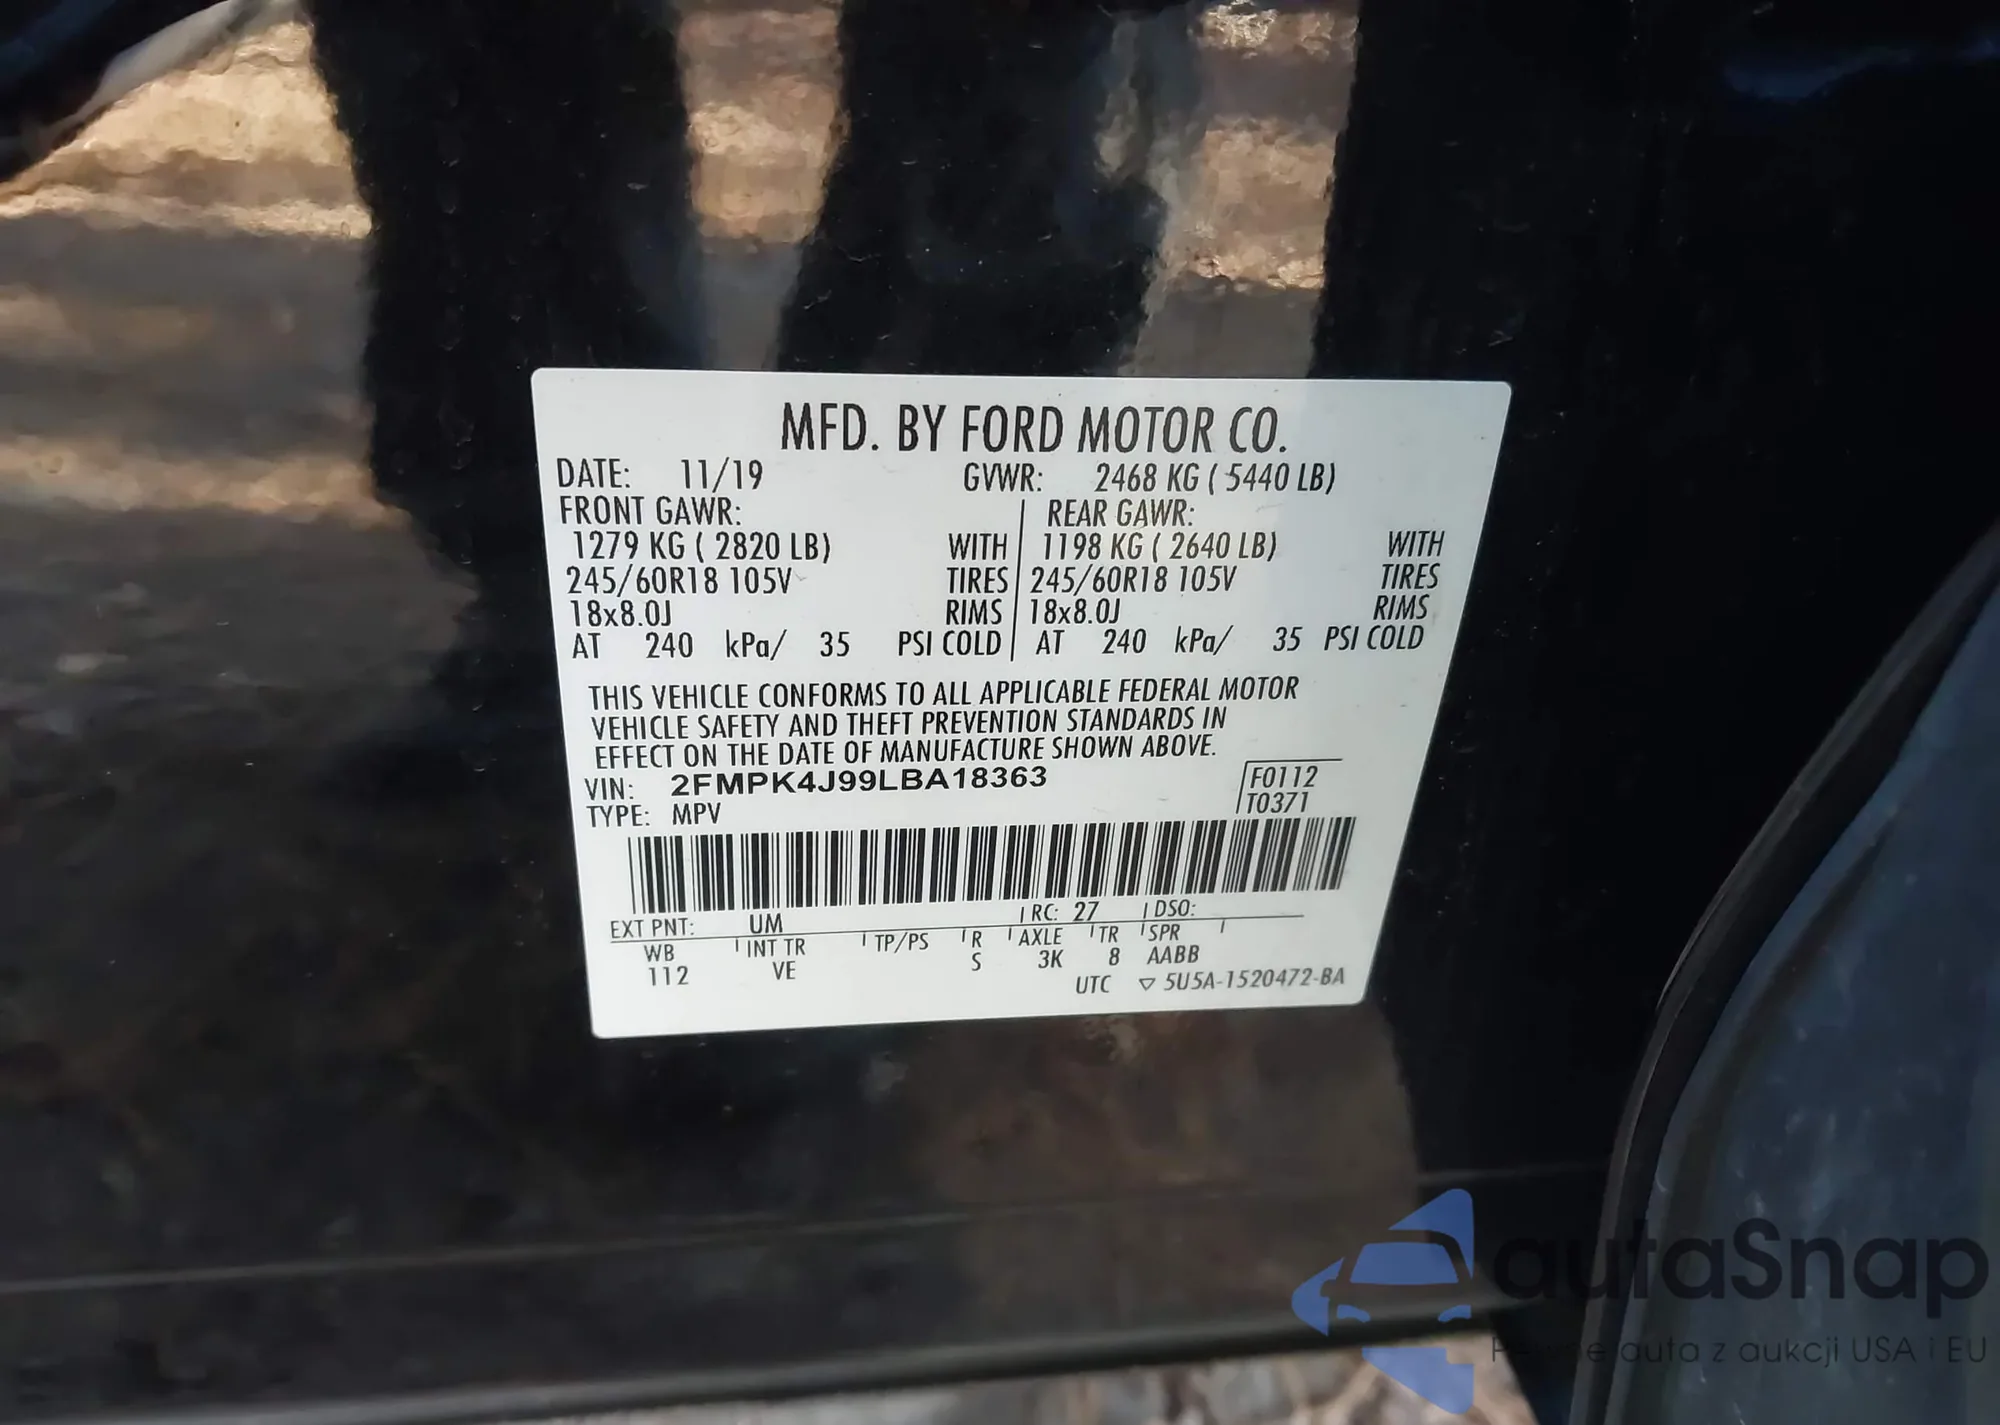 MFD. BY FORD MOTOR CO.
DATE: 11/19 GVWR: 2468 KG ( 5440 LB)
FRONT GAWR: REAR GAWR:
1279 KG ( 2820 LB) WITH 1198 KG ( 2640 LB) WITH
245/60R18 105V TIRES 245/60R18 105V TIRES
18x8.0J RIMS 18x8.0J RIMS
AT 240 kPa/ 35 PSI COLD AT 240 kPa/ 35 PSI COLD
THIS VEHICLE CONFORMS TO ALL APPLICABLE FEDERAL MOTOR
VEHICLE SAFETY AND THEFT PREVENTION STANDARDS IN
EFFECT ON THE DATE OF MANUFACTURE SHOWN ABOVE.
VIN: 2FMPK4J99LBA18363 F0112
TYPE: MPV T0371
EXT PNT: UM RC: 27 DSO:
WB INT TR TP/PS R AXLE TR SPR
112 VE S 3K 8 AABB
UTC ▽ 5U5A-1520472-BA
autaSnap
Pewne auta z aukcji USA i EU